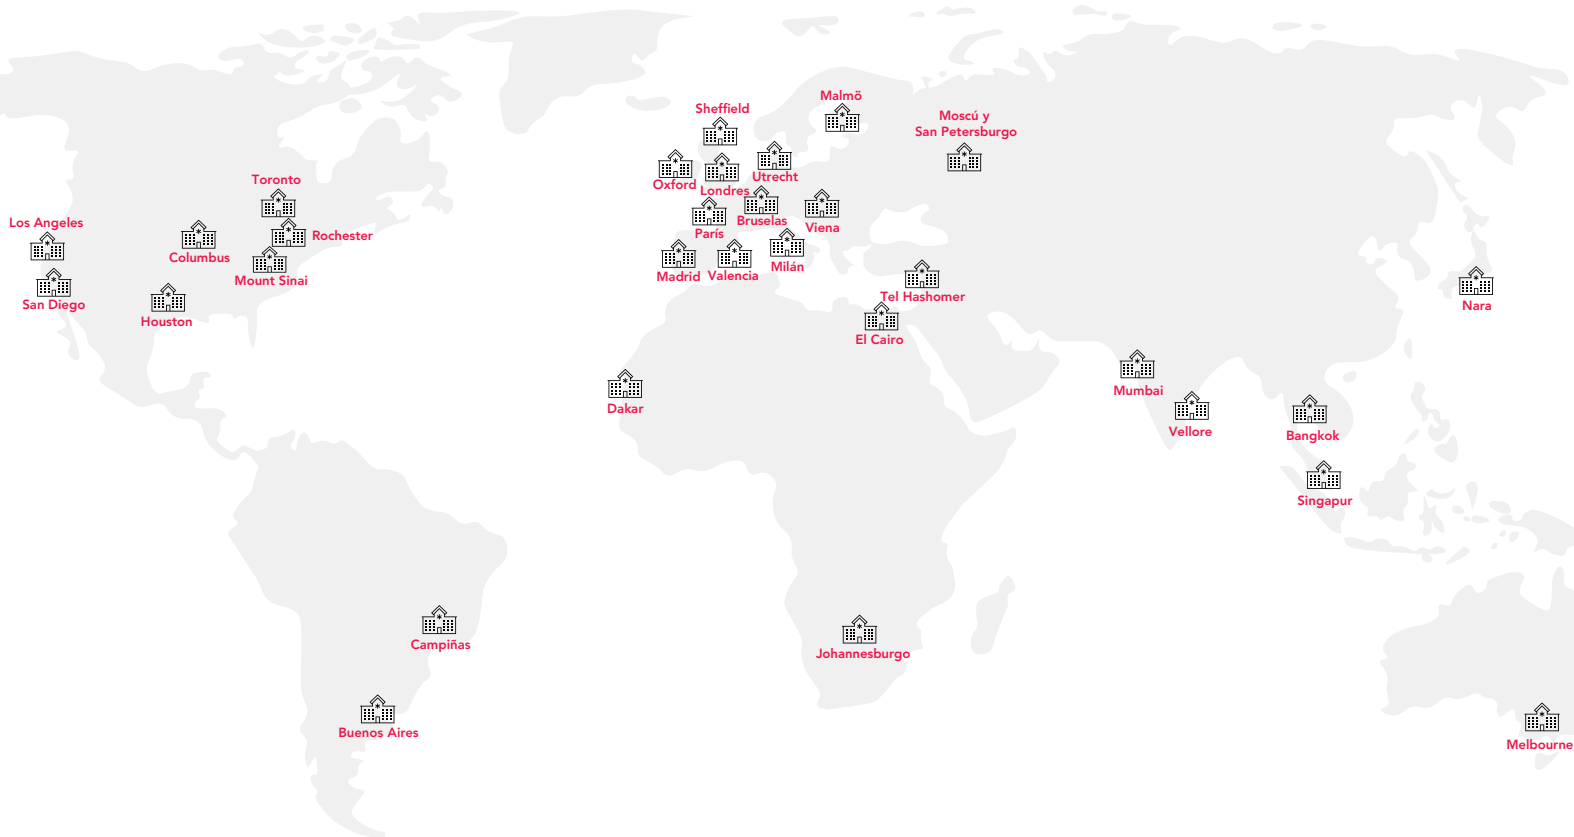 Malmö
Sheffield
Moscú y
San Petersburgo
Toronto
Oxford
Londres
Utrecht
Los Angeles
Rochester
Columbus
París
Bruselas
Viena
Mount Sinai
Madrid
Valencia
Milán
San Diego
Houston
Tel Hashomer
Nara
El Cairo
Dakar
Mumbai
Vellore
Bangkok
Singapur
Campiñas
Johannesburgo
Buenos Aires
Melbourne